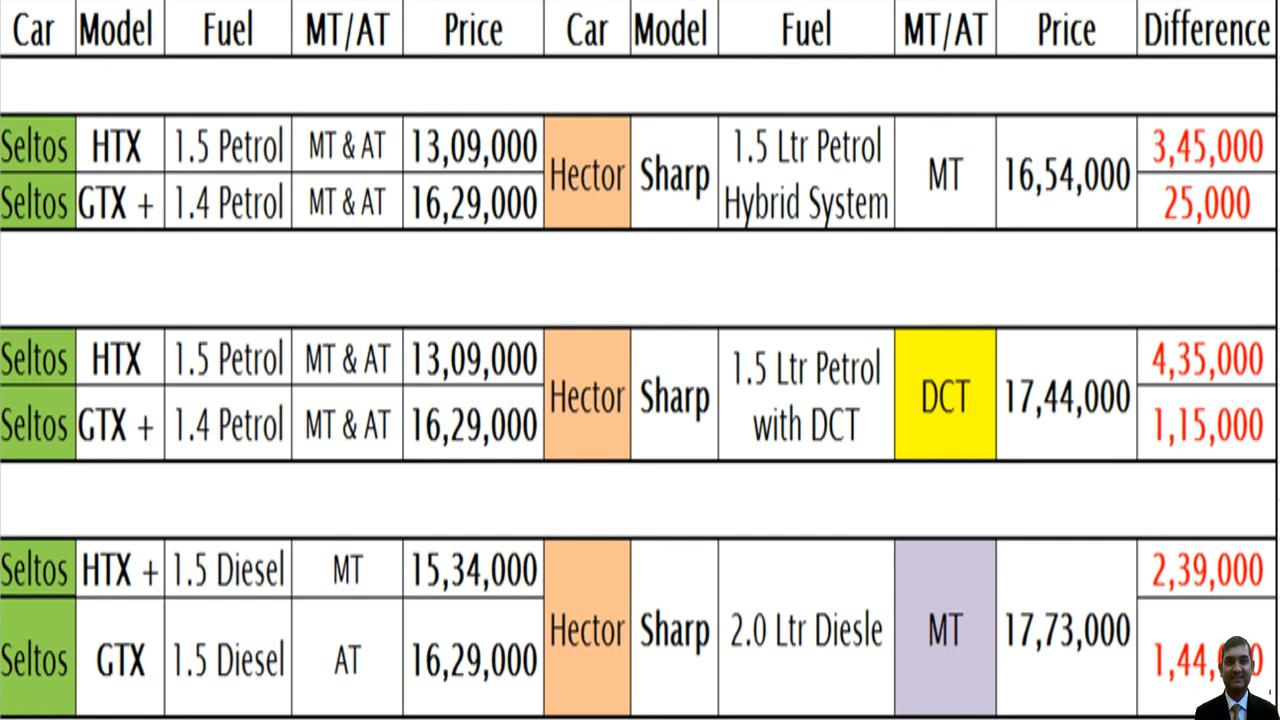 Car Model Fuel MT/AT Price Car Model Fuel MT/AT Price Difference
Seltos HTX 1.5 Petrol MT & AT 13,09,000 Hector Sharp 1.5 Ltr Petrol Hybrid System MT 16,54,000 3,45,000
Seltos GTX + 1.4 Petrol MT & AT 16,29,000 25,000
Seltos HTX 1.5 Petrol MT & AT 13,09,000 Hector Sharp 1.5 Ltr Petrol with DCT DCT 17,44,000 4,35,000
Seltos GTX + 1.4 Petrol MT & AT 16,29,000 1,15,000
Seltos HTX + 1.5 Diesel MT 15,34,000 Hector Sharp 2.0 Ltr Diesle MT 17,73,000 2,39,000
Seltos GTX 1.5 Diesel AT 16,29,000